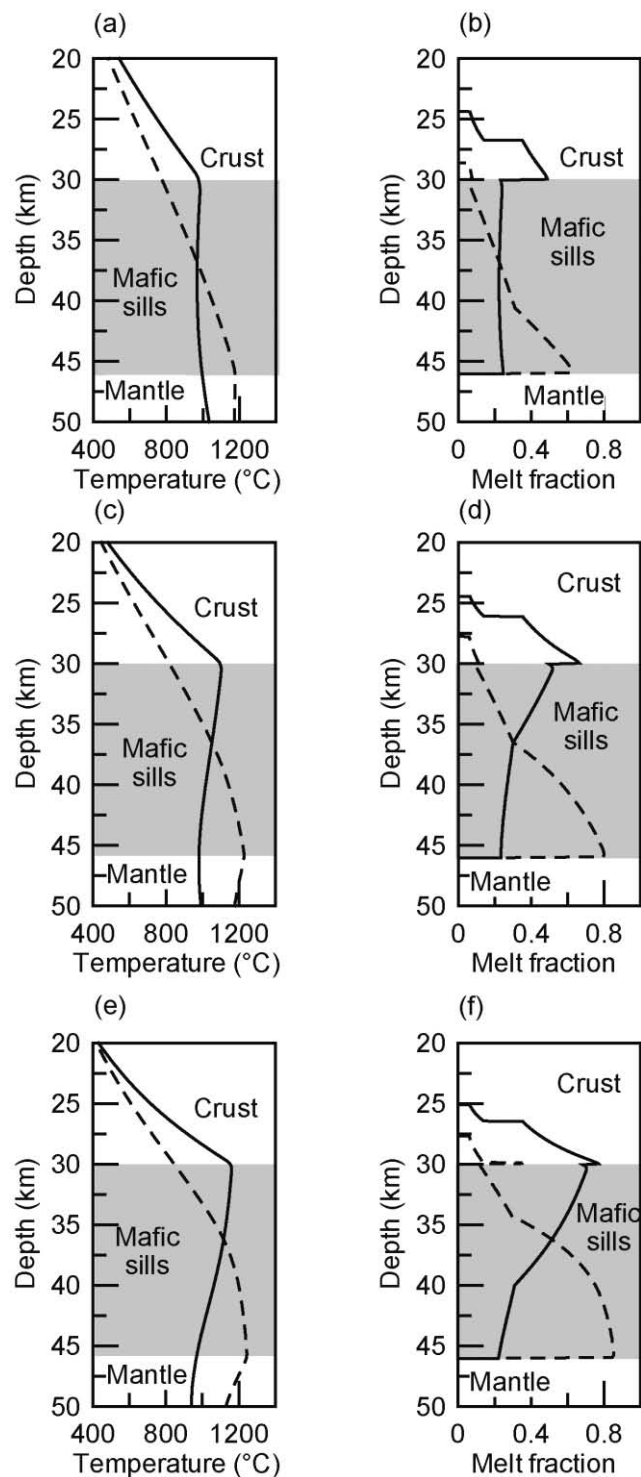 (a)
20
25
30
35
40
45
50
Depth (km)
Crust
Mafic
sills
Mantle
400 800 1200
Temperature (°C)
(b)
20
25
30
35
40
45
50
Depth (km)
Crust
Mafic
sills
Mantle
0 0.4 0.8
Melt fraction
(c)
20
25
30
35
40
45
50
Depth (km)
Crust
Mafic
sills
Mantle
400 800 1200
Temperature (°C)
(d)
20
25
30
35
40
45
50
Depth (km)
Crust
Mafic
sills
Mantle
0 0.4 0.8
Melt fraction
(e)
20
25
30
35
40
45
50
Depth (km)
Crust
Mafic
sills
Mantle
400 800 1200
Temperature (°C)
(f)
20
25
30
35
40
45
50
Depth (km)
Crust
Mafic
sills
Mantle
0 0.4 0.8
Melt fraction